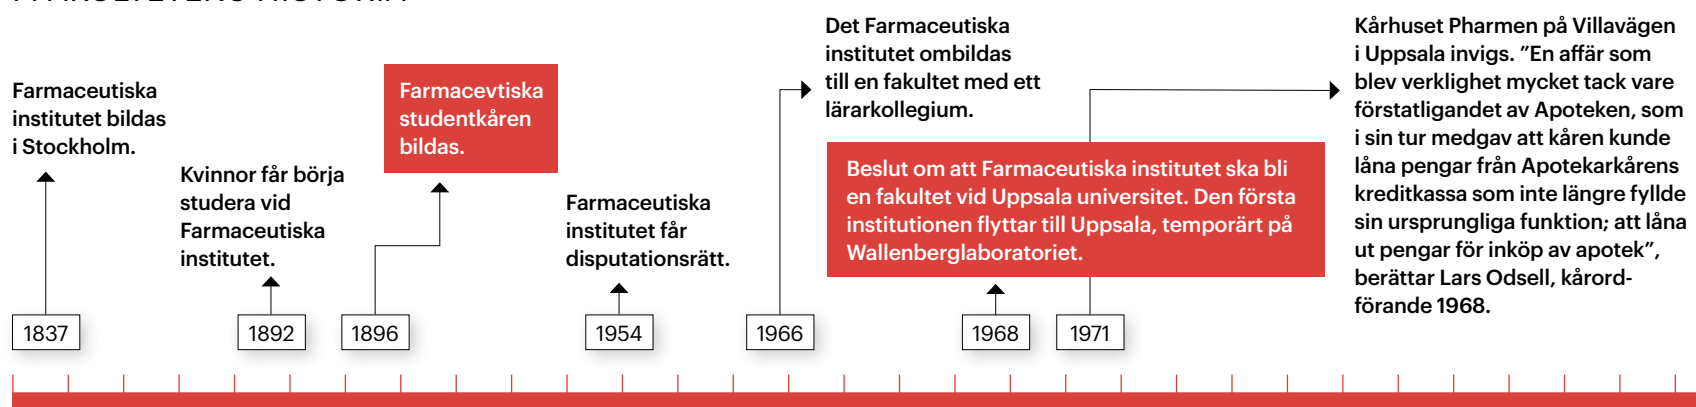 Farmaceutiska
institutet bildas
i Stockholm.
1837
Kvinnor får börja
studera vid
Farmaceutiska
institutet.
1892
Farmacevtiska
studentkåren
bildas.
1896
Farmaceutiska
institutet får
disputationsrätt.
1954
Det Farmaceutiska
institutet ombildas
till en fakultet med ett
lärarkollegium.
1966
Beslut om att Farmaceutiska institutet ska bli
en fakultet vid Uppsala universitet. Den första
institutionen flyttar till Uppsala, temporärt på
Wallenberglaboratoriet.
1968
Kårhuset Pharmen på Villavägen
i Uppsala invigs. ”En affär som
blev verklighet mycket tack vare
förstatligandet av Apoteken, som
i sin tur medgav att kåren kunde
låna pengar från Apotekarkårens
kreditkassa som inte längre fyllde
sin ursprungliga funktion; att låna
ut pengar för inköp av apotek”,
berättar Lars Odsell, kårord-
förande 1968.
1971